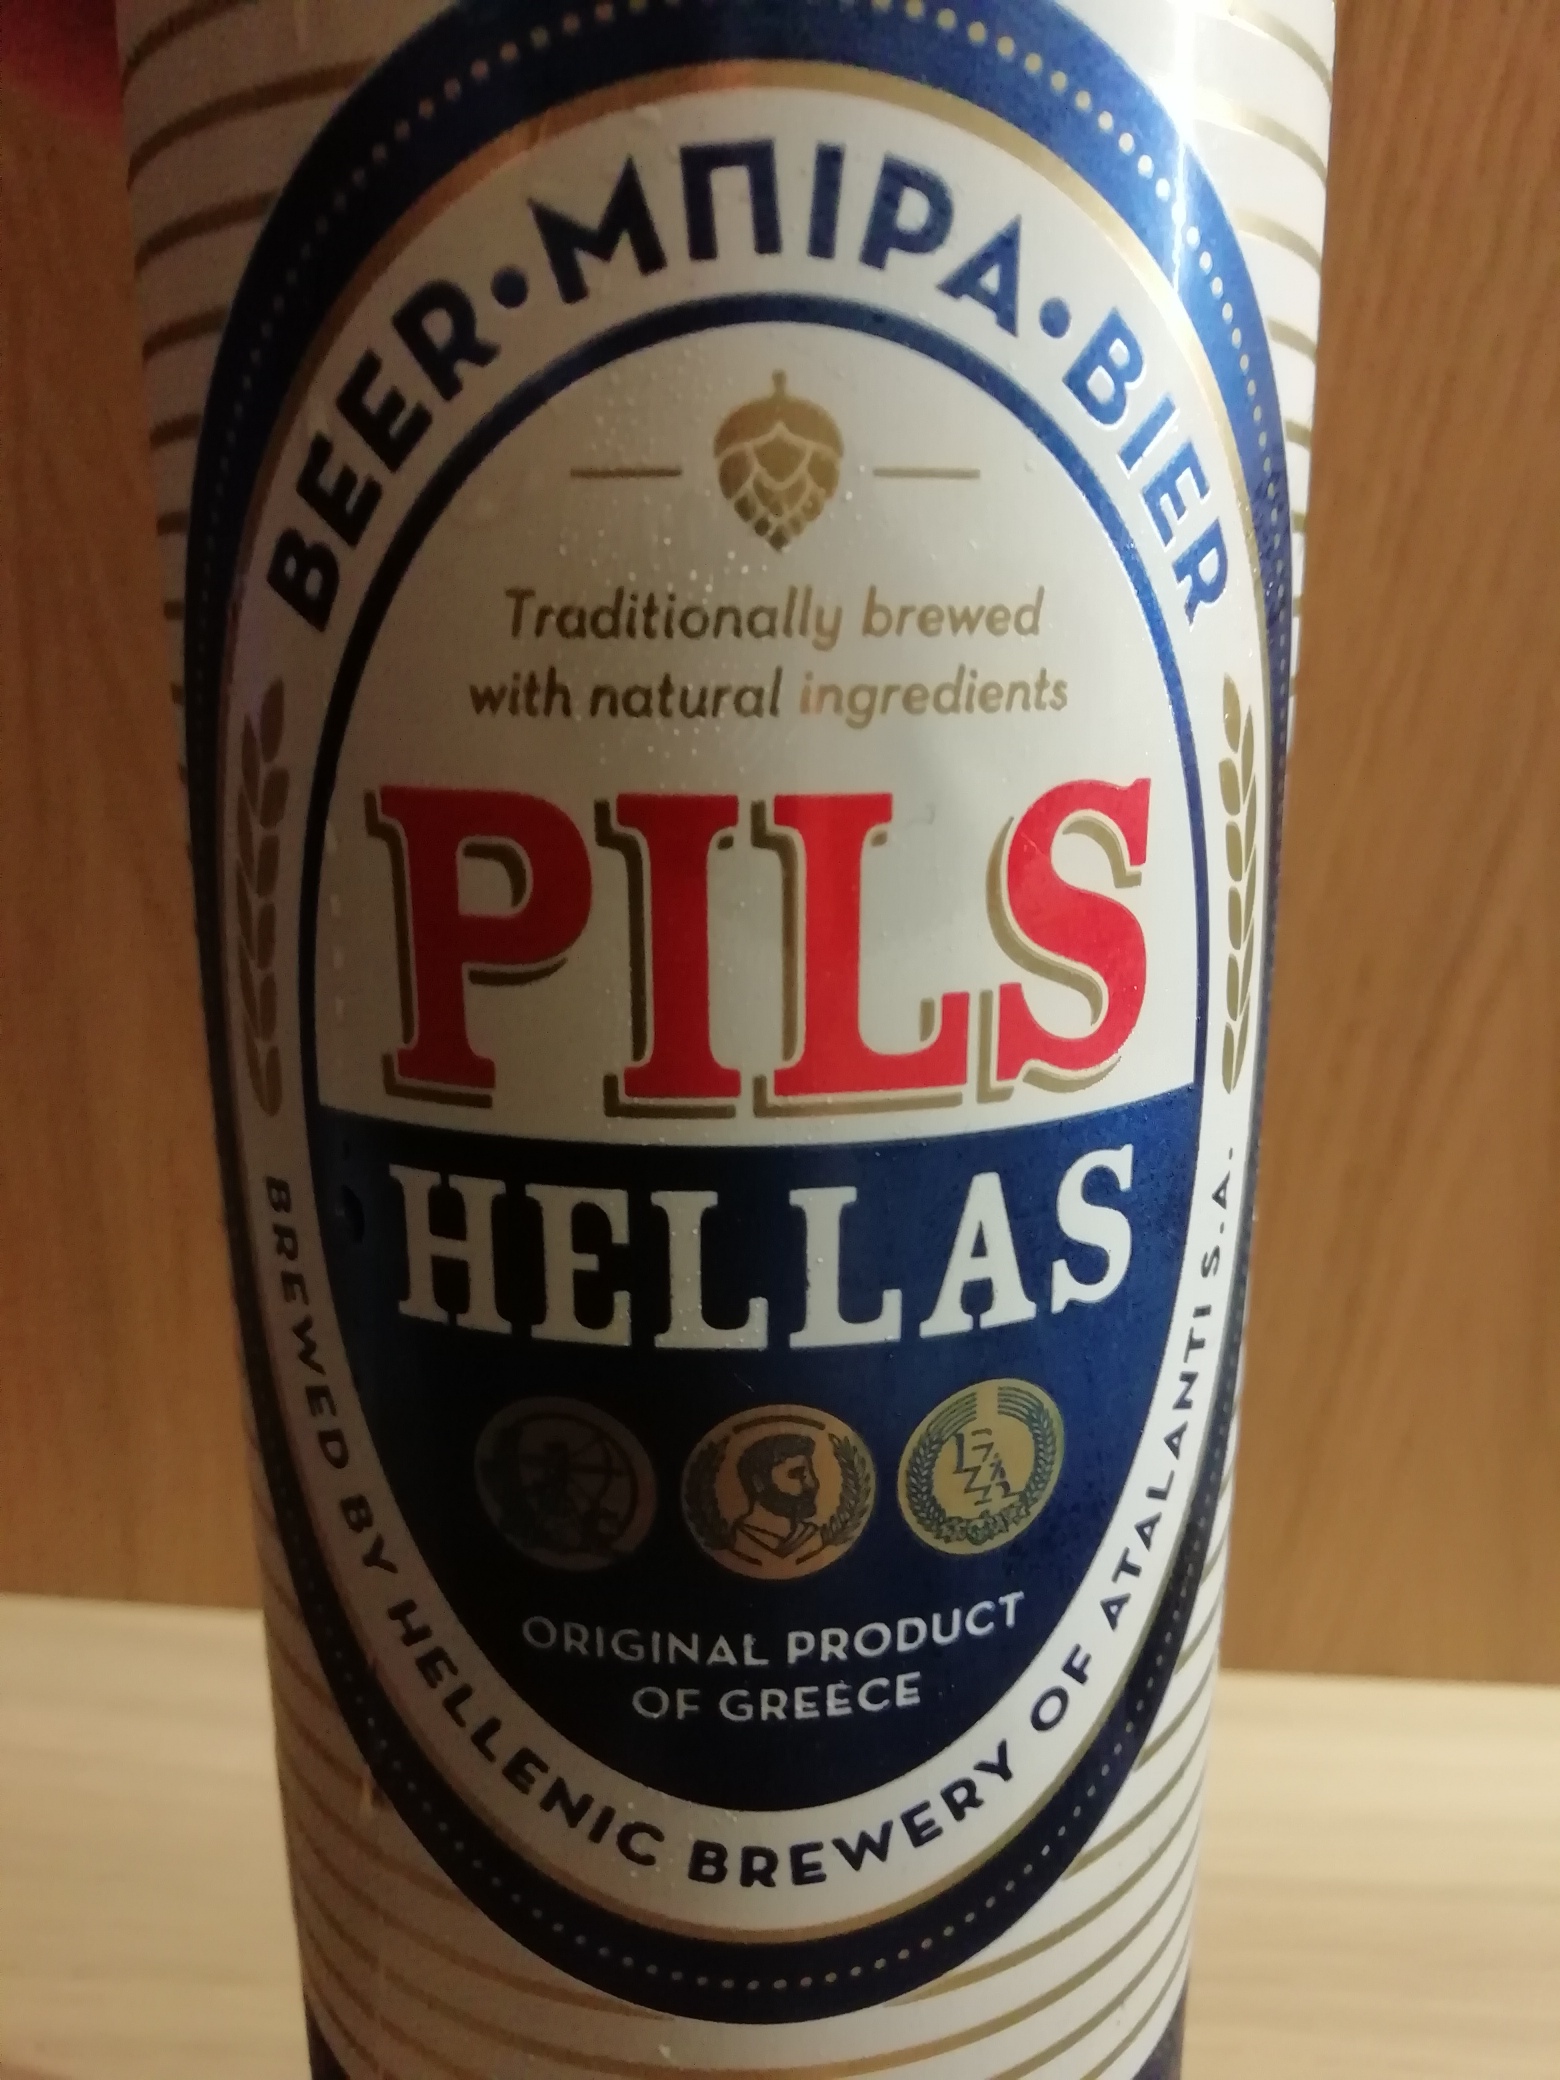 BEER • ΜΠΙΡΑ • BIER
Traditionally brewed
with natural ingredients
PILS
HELLAS
ORIGINAL PRODUCT
OF GREECE
BREWED BY HELLENIC BREWERY OF ATALANTI S.A.